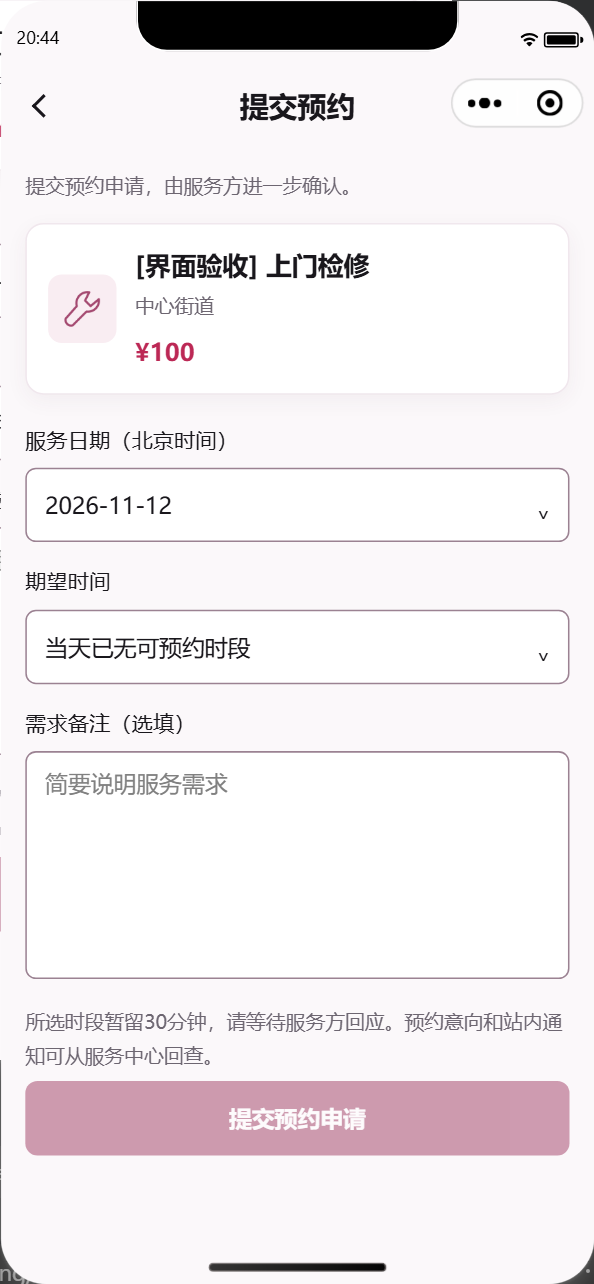 20:44
提交预约
提交预约申请，由服务方进一步确认。
[界面验收] 上门检修
中心街道
¥100
服务日期（北京时间）
2026-11-12
期望时间
当天已无可预约时段
需求备注（选填）
简要说明服务需求
所选时段暂留30分钟，请等待服务方回应。预约意向和站内通
知可从服务中心回查。
提交预约申请